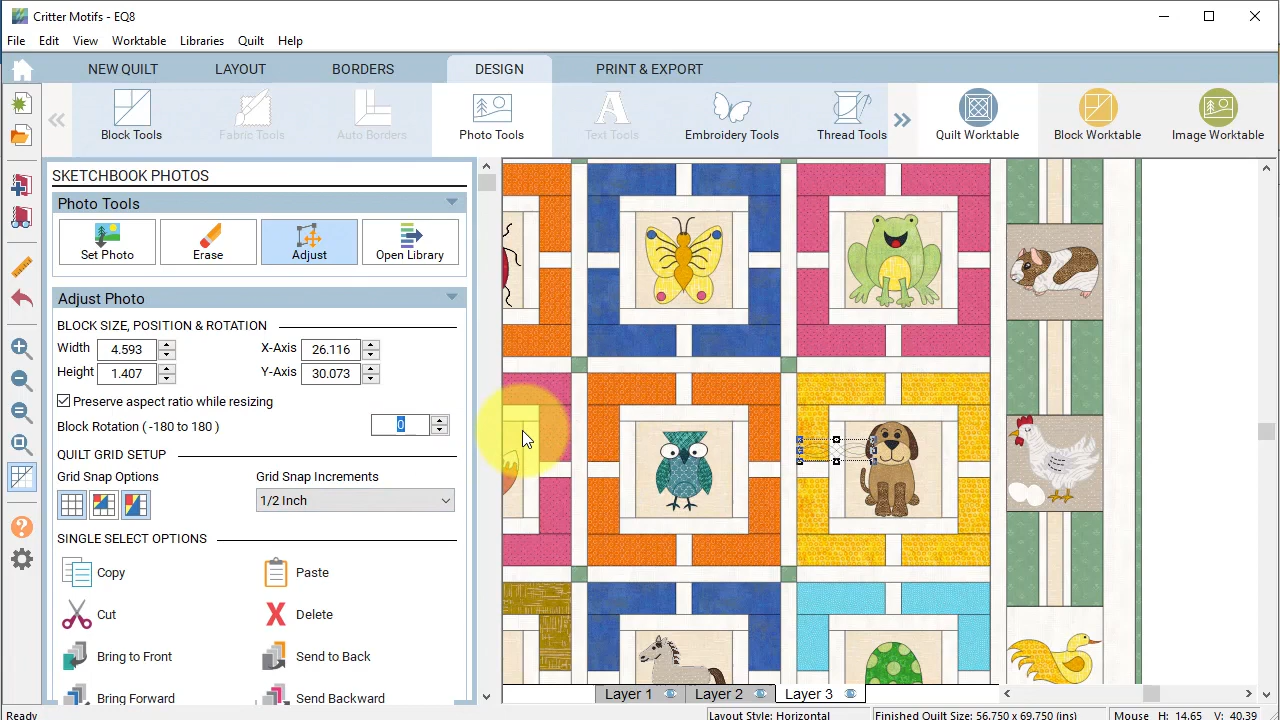 Critter Motifs - EQ8
File Edit View Worktable Libraries Quilt Help
NEW QUILT LAYOUT BORDERS DESIGN PRINT & EXPORT
Block Tools Fabric Tools Auto Borders Photo Tools Text Tools Embroidery Tools Thread Tools Quilt Worktable Block Worktable Image Worktable
SKETCHBOOK PHOTOS
Photo Tools
Set Photo Erase Adjust Open Library
Adjust Photo
BLOCK SIZE, POSITION & ROTATION
Width 4.593 X-Axis 26.116
Height 1.407 Y-Axis 30.073
Preserve aspect ratio while resizing
Block Rotation ( -180 to 180 ) 0
QUILT GRID SETUP
Grid Snap Options Grid Snap Increments
1/2 Inch
SINGLE SELECT OPTIONS
Copy Paste
Cut Delete
Bring to Front Send to Back
Bring Forward Send Backward
Layer 1 Layer 2 Layer 3
Ready Layout Style: Horizontal Finished Quilt Size: 56.750 x 69.750 (ins) Mouse H: 14.65 V: 40.39